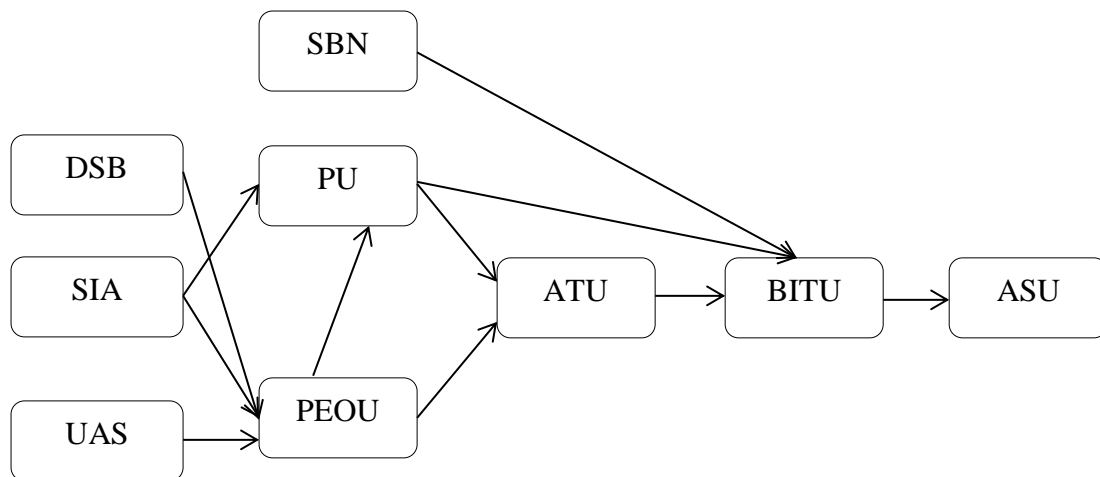 SBN
DSB
PU
SIA
ATU
BITU
ASU
PEOU
UAS